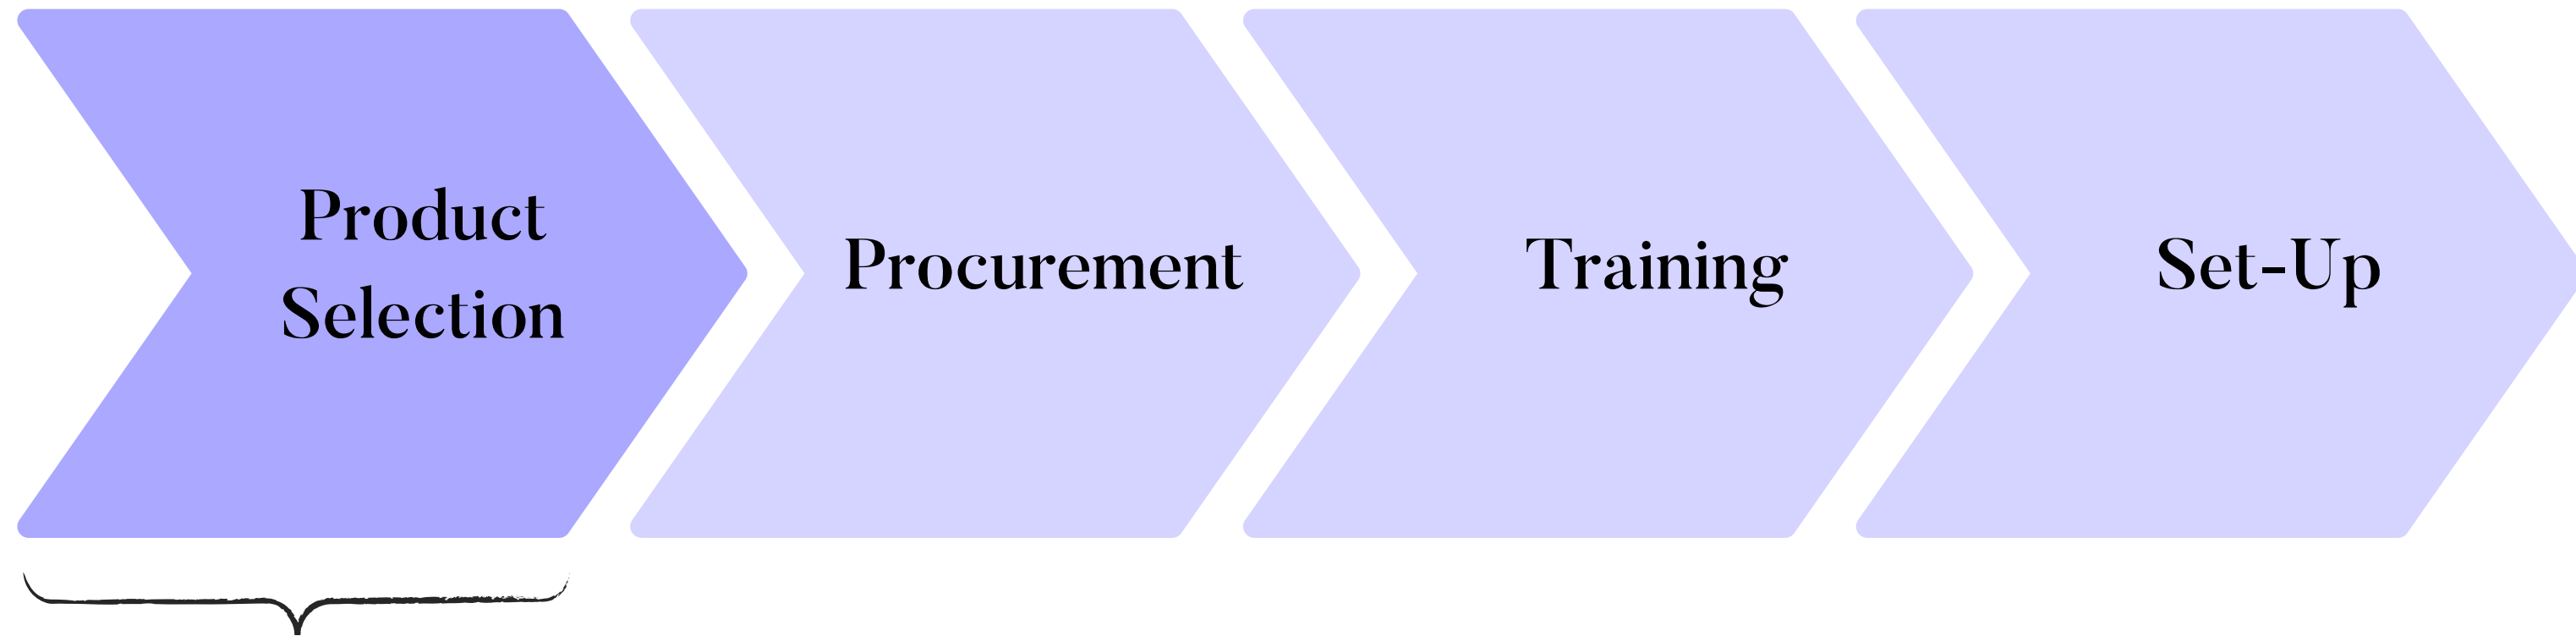 Product
Selection
Procurement
Training
Set-Up